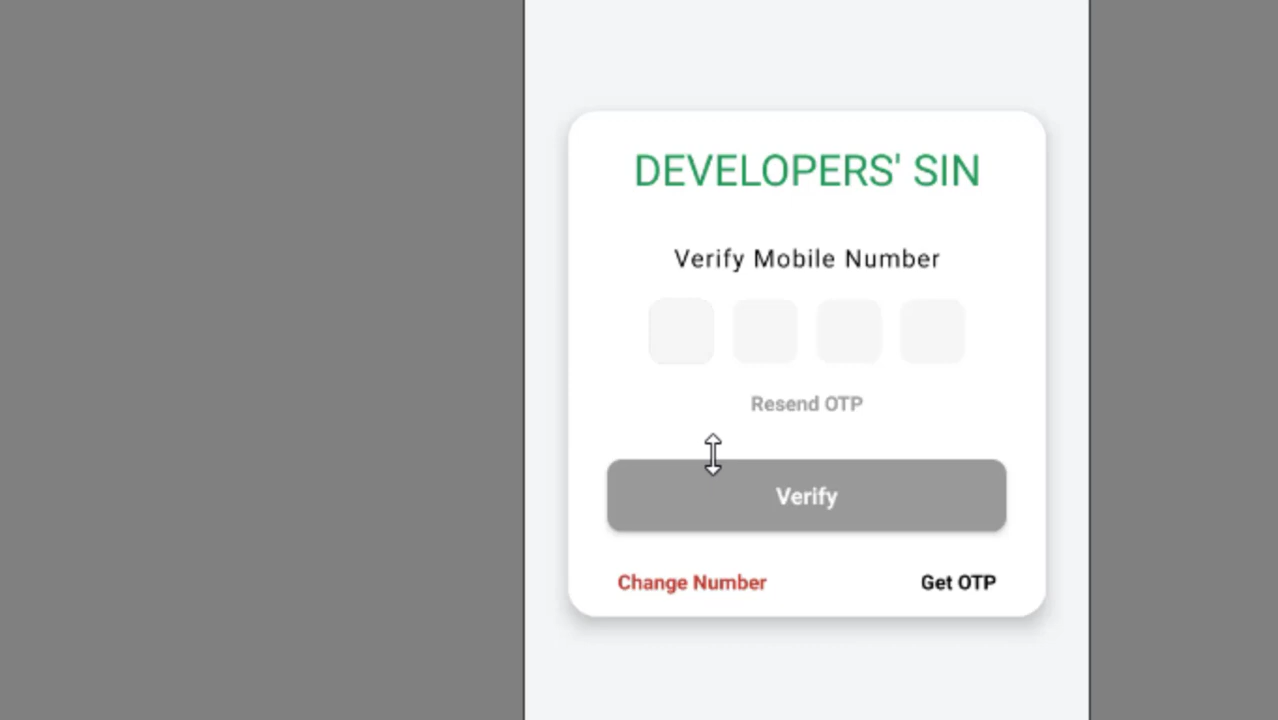 DEVELOPERS' SIN
Verify Mobile Number
Resend OTP
Verify
Change Number
Get OTP